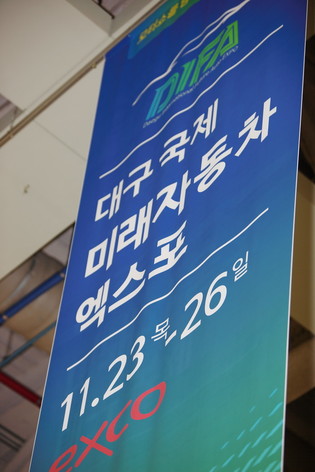 DIFA
대구 국제
미래자동차
엑스포
11.23 목 - 26 일
exco